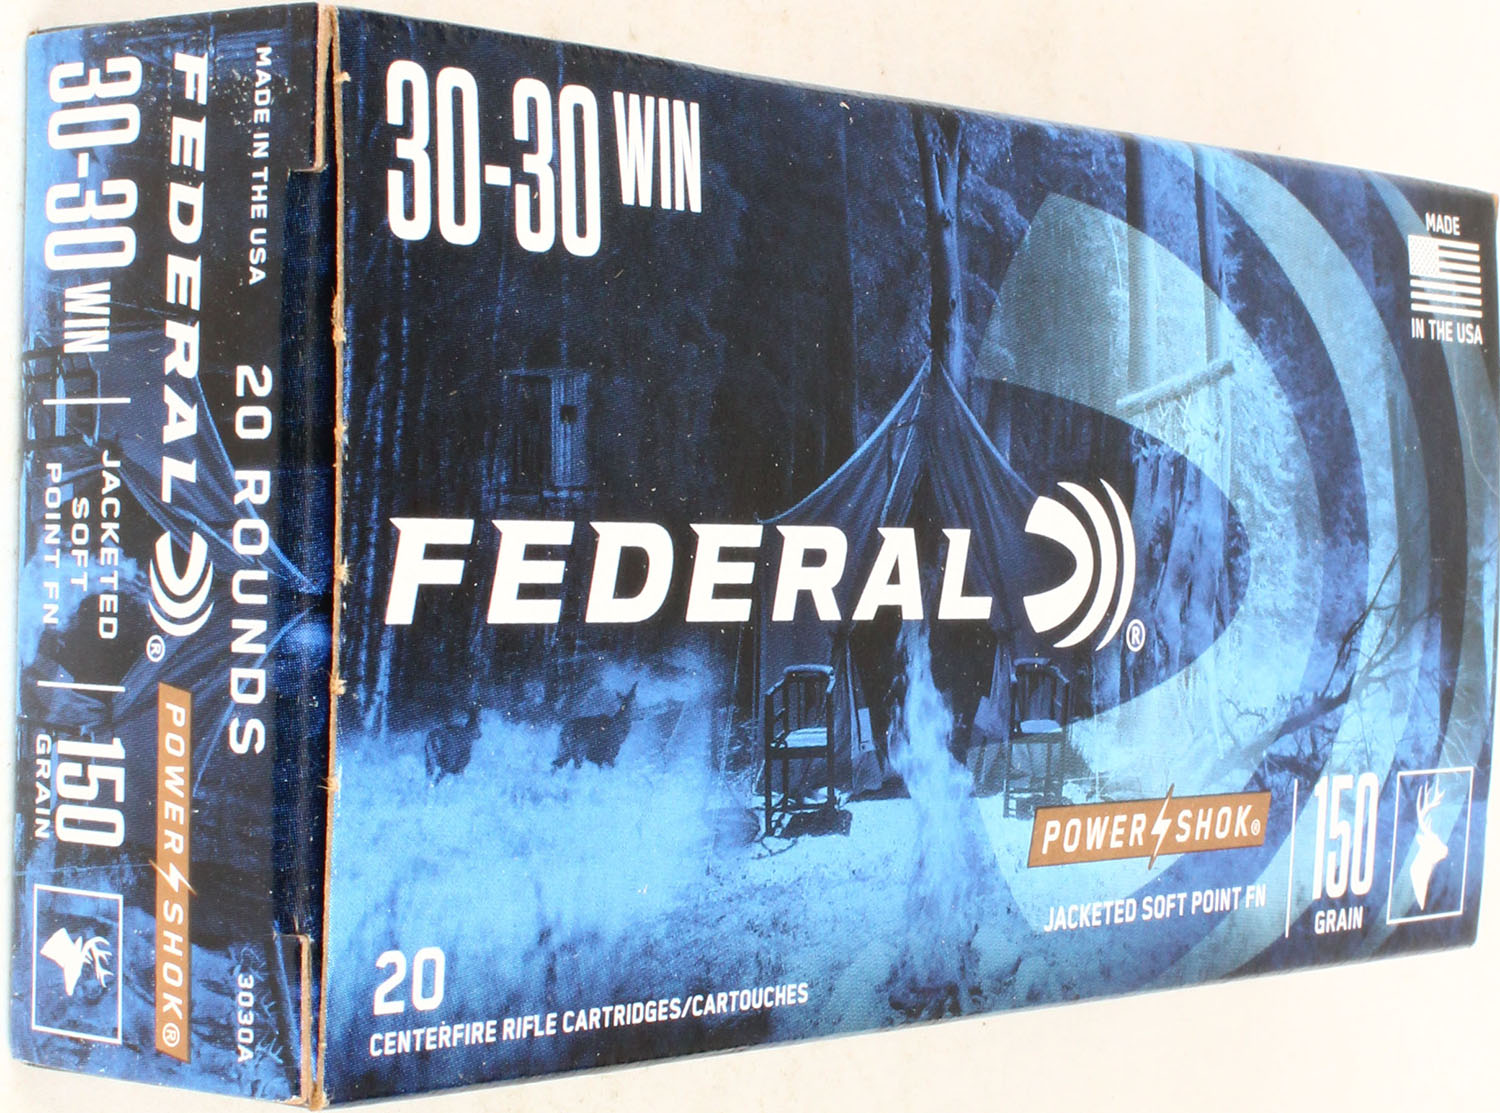 30-30 WIN
MADE
IN THE USA
FEDERAL®
POWER SHOK®
JACKETED SOFT POINT FN
150
GRAIN
20
CENTERFIRE RIFLE CARTRIDGES/CARTOUCHES
MADE IN THE USA
20 ROUNDS
3030A
FEDERAL®
POWER SHOK®
30-30 WIN
JACKETED
SOFT
POINT FN
150
GRAIN